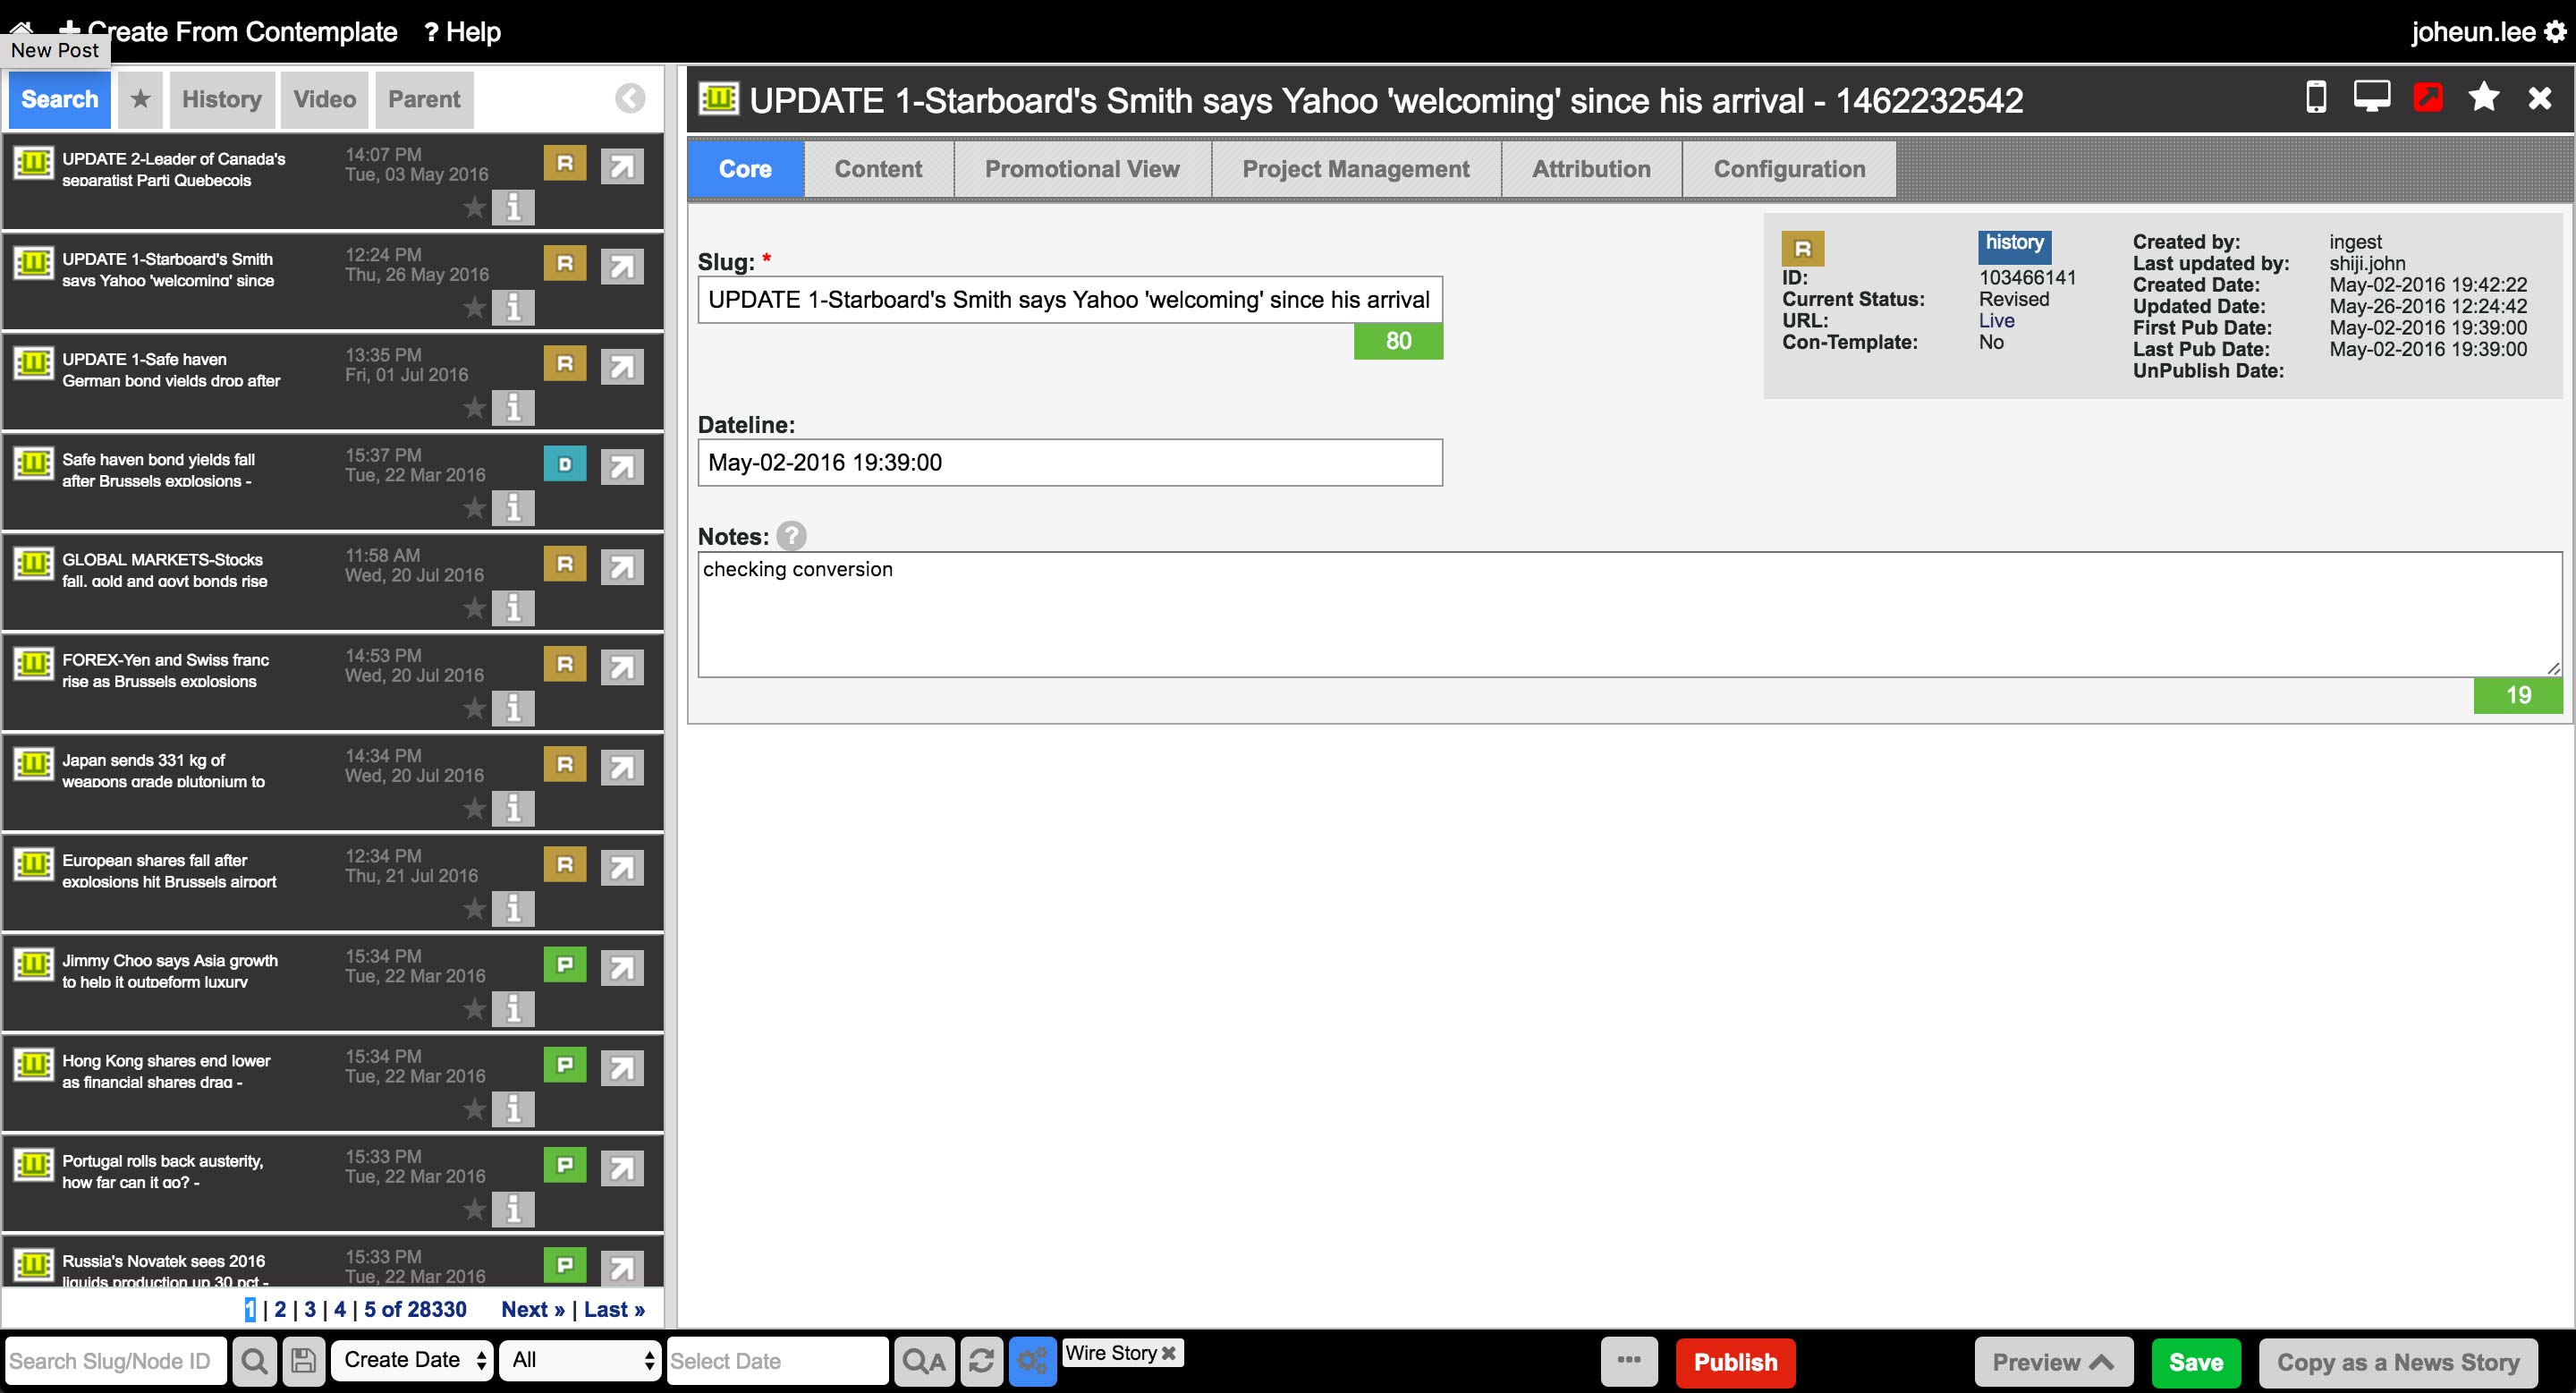 Create From Contemplate ? Help
joheun.lee
New Post
Search
History
Video
Parent
UPDATE 2-Leader of Canada's
separatist Parti Quebecois
14:07 PM
Tue, 03 May 2016
R
UPDATE 1-Starboard's Smith
says Yahoo 'welcoming' since
12:24 PM
Thu, 26 May 2016
R
UPDATE 1-Safe haven
German bond yields drop after
13:35 PM
Fri, 01 Jul 2016
R
Safe haven bond yields fall
after Brussels explosions -
15:37 PM
Tue, 22 Mar 2016
D
GLOBAL MARKETS-Stocks
fall, gold and govt bonds rise
11:58 AM
Wed, 20 Jul 2016
R
FOREX-Yen and Swiss franc
rise as Brussels explosions
14:53 PM
Wed, 20 Jul 2016
R
Japan sends 331 kg of
weapons grade plutonium to
14:34 PM
Wed, 20 Jul 2016
R
European shares fall after
explosions hit Brussels airport
12:34 PM
Thu, 21 Jul 2016
R
Jimmy Choo says Asia growth
to help it outpeform luxury
15:34 PM
Tue, 22 Mar 2016
P
Hong Kong shares end lower
as financial shares drag -
15:34 PM
Tue, 22 Mar 2016
P
Portugal rolls back austerity,
how far can it go? -
15:33 PM
Tue, 22 Mar 2016
P
Russia's Novatek sees 2016
liquids production up 30 pct -
15:33 PM
Tue, 22 Mar 2016
P
1 | 2 | 3 | 4 | 5 of 28330 Next » | Last »
UPDATE 1-Starboard's Smith says Yahoo 'welcoming' since his arrival - 1462232542
Core
Content
Promotional View
Project Management
Attribution
Configuration
Slug: *
UPDATE 1-Starboard's Smith says Yahoo 'welcoming' since his arrival
80
Dateline:
May-02-2016 19:39:00
Notes: ?
checking conversion
19
R
history
ID: 103466141
Current Status: Revised
URL: Live
Con-Template: No
Created by: ingest
Last updated by: shiji.john
Created Date: May-02-2016 19:42:22
Updated Date: May-26-2016 12:24:42
First Pub Date: May-02-2016 19:39:00
Last Pub Date: May-02-2016 19:39:00
UnPublish Date:
Search Slug/Node ID
Create Date
All
Select Date
A
Wire Story
Publish
Preview
Save
Copy as a News Story